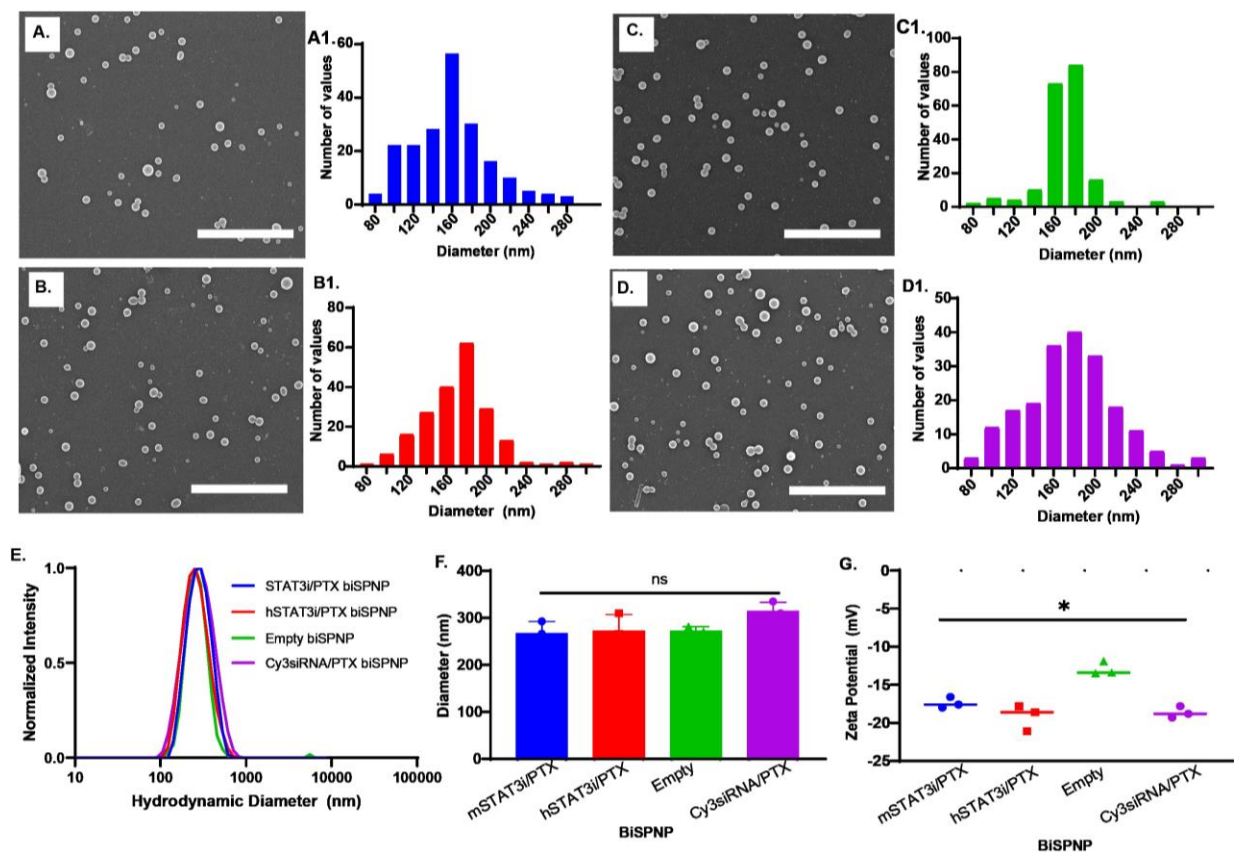 A.
A1.
Number of values
60
40
20
0
80
120
160
200
240
280
Diameter (nm)
C.
C1.
Number of values
100
80
60
40
20
0
80
120
160
200
240
280
Diameter (nm)
B.
B1.
Number of values
80
60
40
20
0
80
120
160
200
240
280
Diameter (nm)
D.
D1.
Number of values
50
40
30
20
10
0
80
120
160
200
240
280
Diameter (nm)
E.
Normalized Intensity
1.0
0.5
0.0
10
100
1000
10000
100000
Hydrodynamic Diameter (nm)
STAT3i/PTX biSPNP
hSTAT3i/PTX biSPNP
Empty biSPNP
Cy3siRNA/PTX biSPNP
F.
Diameter (nm)
400
300
200
100
0
ns
mSTAT3i/PTX
hSTAT3i/PTX
Empty
Cy3siRNA/PTX
BiSPNP
G.
Zeta Potential (mV)
0
-5
-10
-15
-20
-25
*
mSTAT3i/PTX
hSTAT3i/PTX
Empty
Cy3siRNA/PTX
BiSPNP